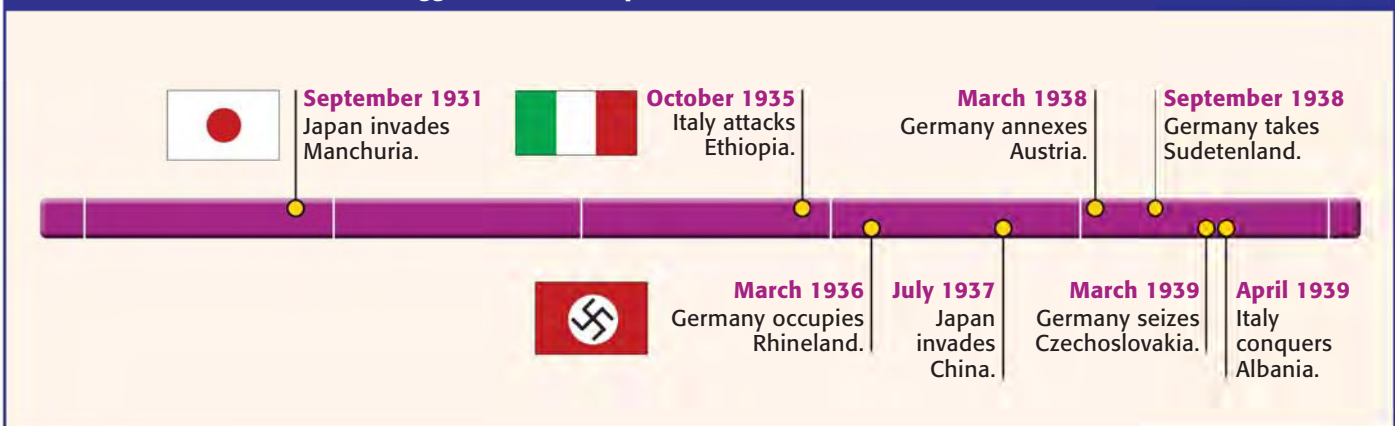 September 1931
Japan invades
Manchuria.
October 1935
Italy attacks
Ethiopia.
March 1938
Germany annexes
Austria.
September 1938
Germany takes
Sudetenland.
March 1936
Germany occupies
Rhineland.
July 1937
Japan
invades
China.
March 1939
Germany seizes
Czechoslovakia.
April 1939
Italy
conquers
Albania.